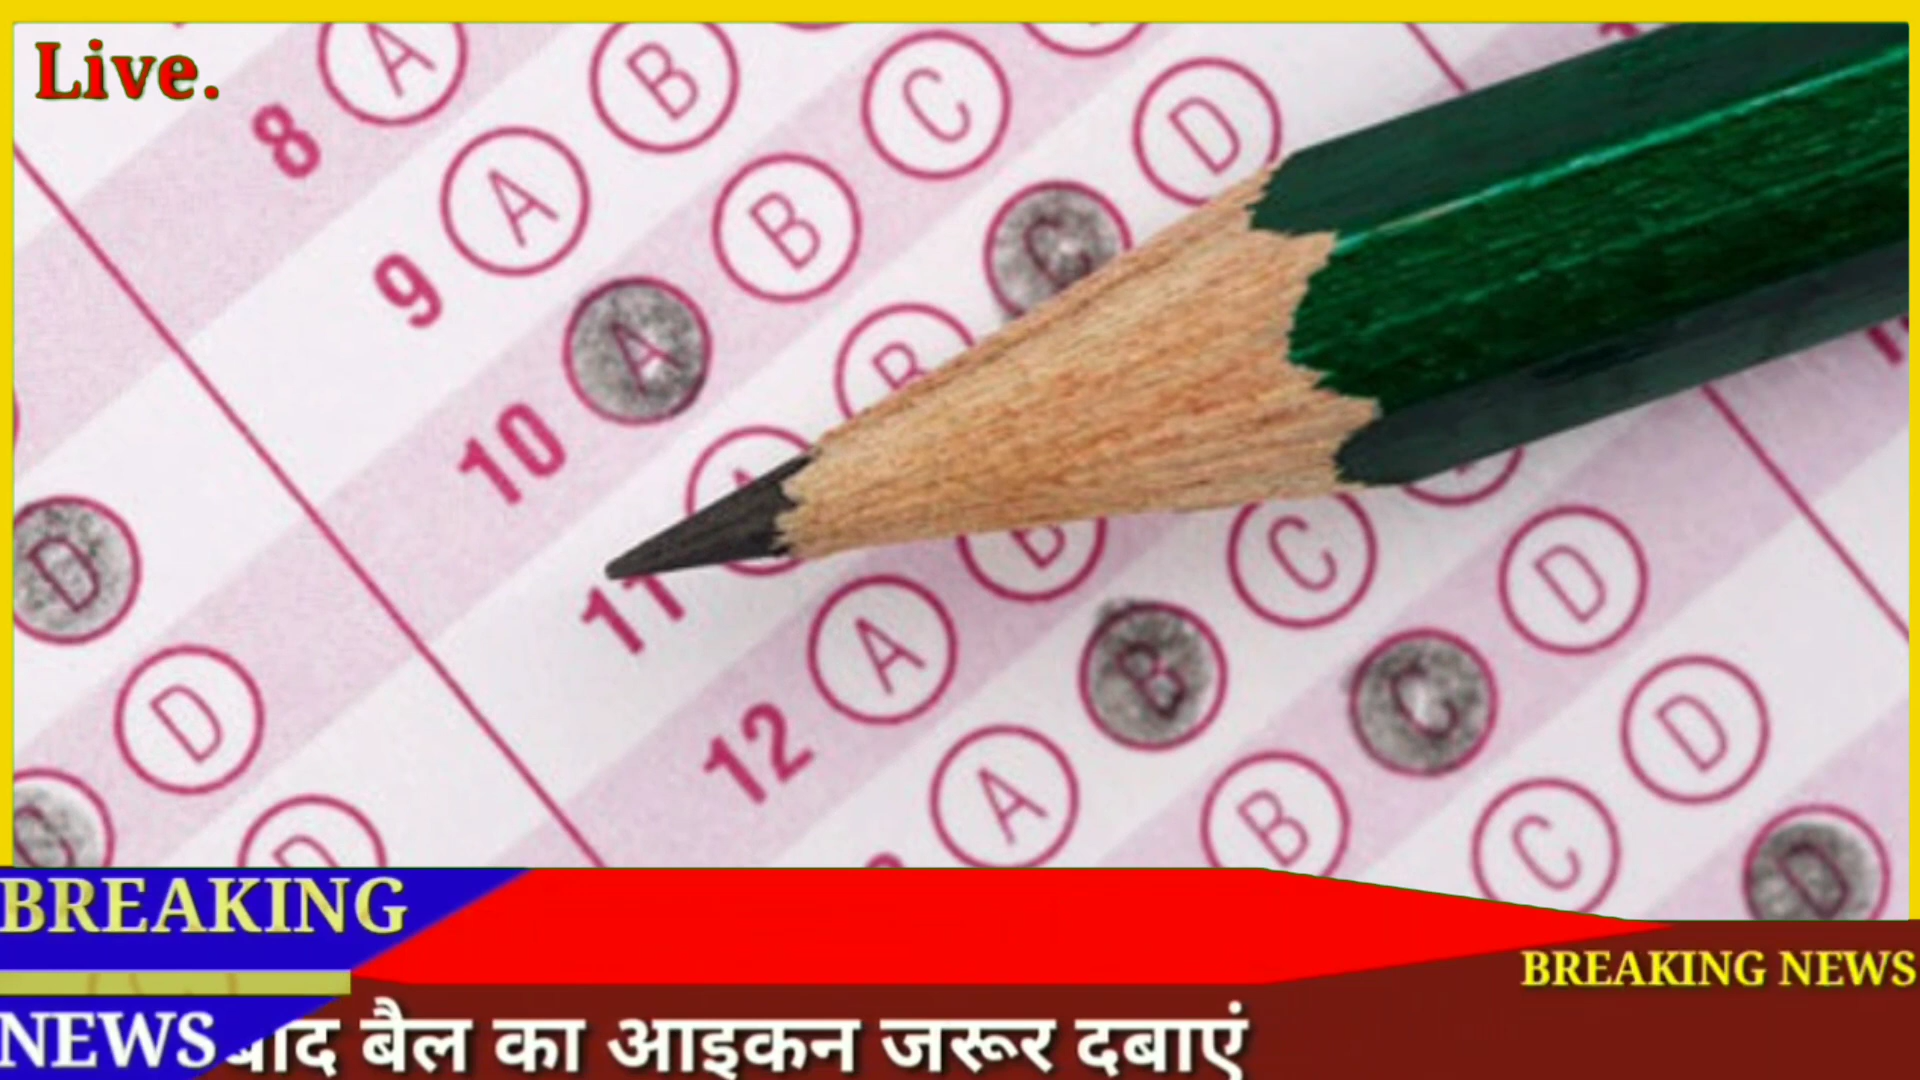 Live.
8 A B C D
9 A B C D
10 A B C
11 A B C D
12 A B C D
A B C D
D
D
C
D
BREAKING
NEWS
BREAKING NEWS
बैल का आइकन जरूर दबाएं